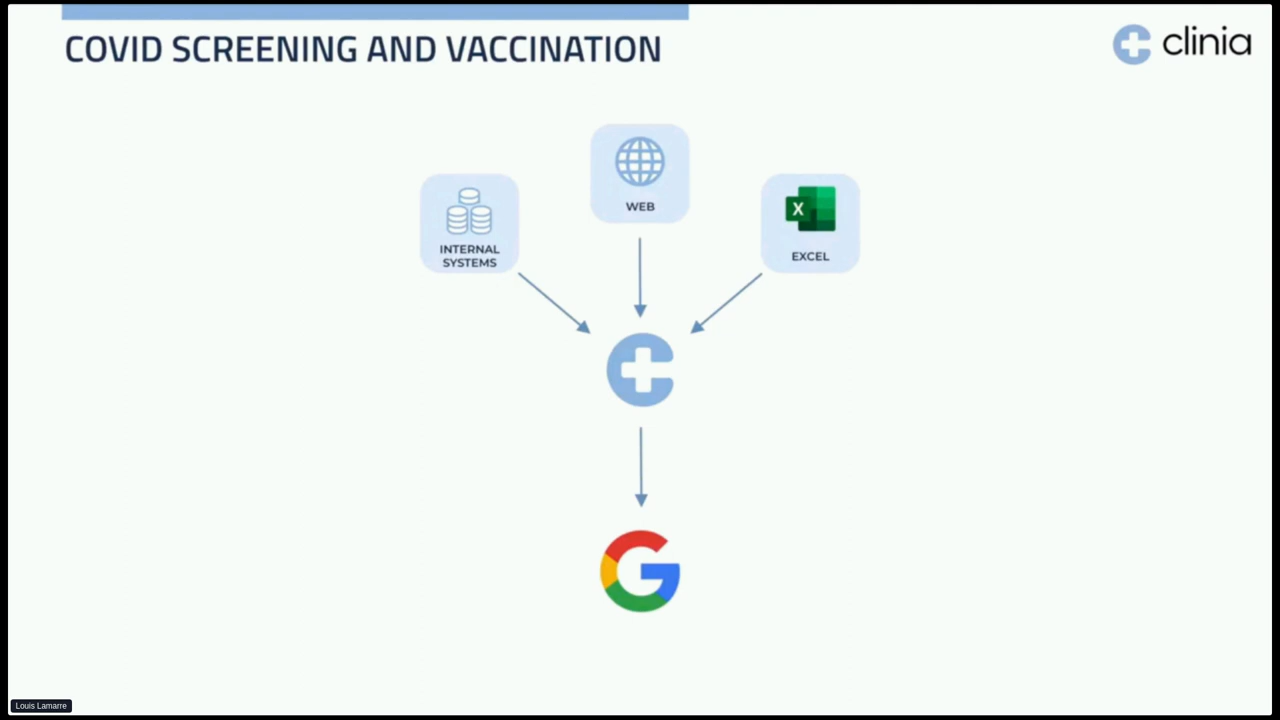 COVID SCREENING AND VACCINATION
clinia
WEB
INTERNAL
SYSTEMS
X
EXCEL
Louis Lamarre